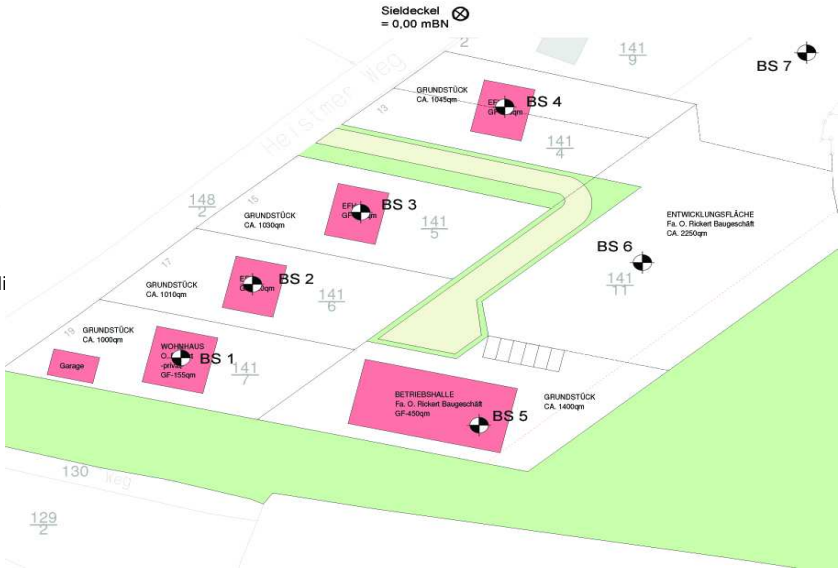 Sieldeckel
= 0,00 mBN
2
141
9
BS 7
GRUNDSTÜCK
CA. 1045qm
BS 4
13
141
4
148
2
15
GRUNDSTÜCK
CA. 1030qm
BS 3
141
5
ENTWICKLUNGSFLÄCHE
Fa. O. Rickert Baugeschäft
CA. 2250qm
BS 6
141
11
17
GRUNDSTÜCK
CA. 1010qm
BS 2
141
6
19
GRUNDSTÜCK
CA. 1000qm
WOHNHAUS
-privat
GF-155qm
BS 1
141
7
Garage
BETRIEBSHALLE
Fa. O. Rickert Baugeschäft
GF-450qm
BS 5
GRUNDSTÜCK
CA. 1400qm
130 Weg
129
2